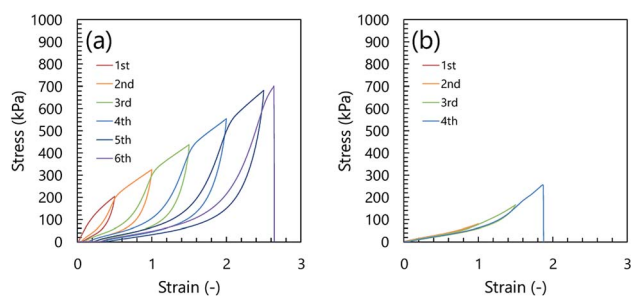 (a)
1000
900
800
700
600
500
400
300
200
100
0
Stress (kPa)
1st
2nd
3rd
4th
5th
6th
0 1 2 3
Strain (-)
(b)
1000
900
800
700
600
500
400
300
200
100
0
Stress (kPa)
1st
2nd
3rd
4th
0 1 2 3
Strain (-)